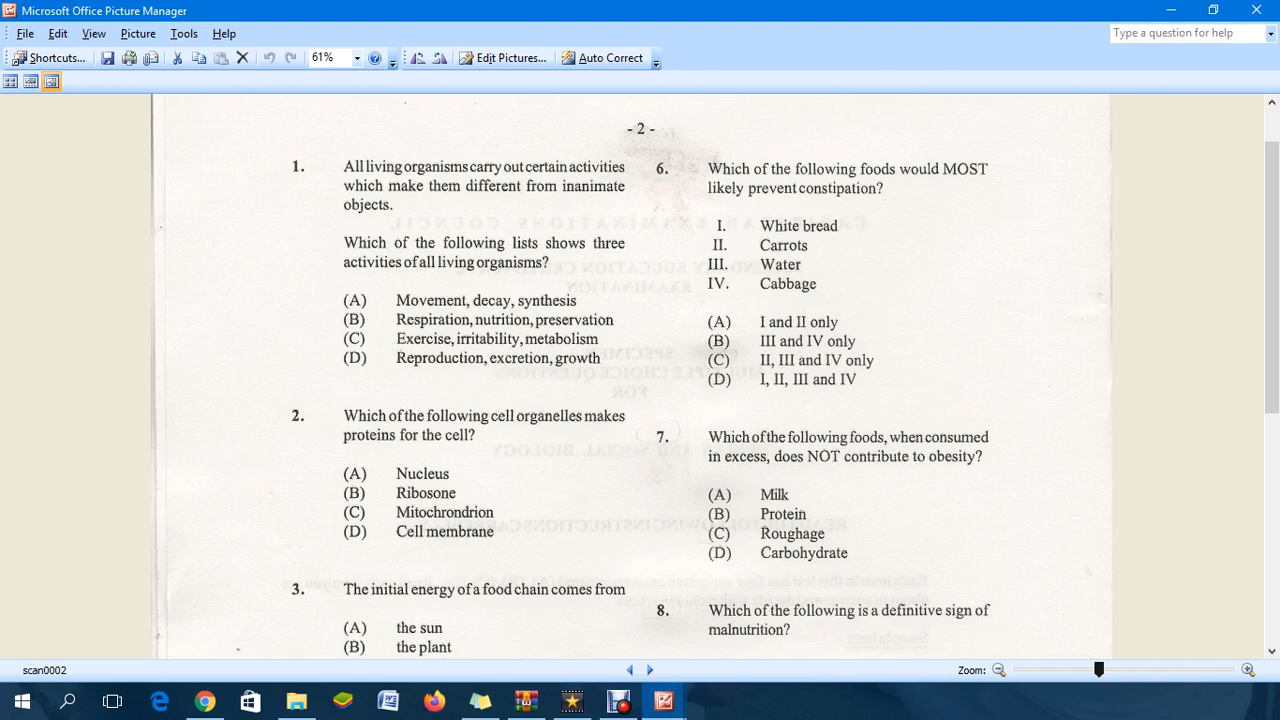 Microsoft Office Picture Manager
File Edit View Picture Tools Help
Type a question for help
Shortcuts... 61% Edit Pictures... Auto Correct
- 2 -
1. All living organisms carry out certain activities
which make them different from inanimate
objects.
Which of the following lists shows three
activities of all living organisms?
(A) Movement, decay, synthesis
(B) Respiration, nutrition, preservation
(C) Exercise, irritability, metabolism
(D) Reproduction, excretion, growth
2. Which of the following cell organelles makes
proteins for the cell?
(A) Nucleus
(B) Ribosone
(C) Mitochrondrion
(D) Cell membrane
3. The initial energy of a food chain comes from
(A) the sun
(B) the plant
6. Which of the following foods would MOST
likely prevent constipation?
I. White bread
II. Carrots
III. Water
IV. Cabbage
(A) I and II only
(B) III and IV only
(C) II, III and IV only
(D) I, II, III and IV
7. Which of the following foods, when consumed
in excess, does NOT contribute to obesity?
(A) Milk
(B) Protein
(C) Roughage
(D) Carbohydrate
8. Which of the following is a definitive sign of
malnutrition?
scan0002
Zoom: